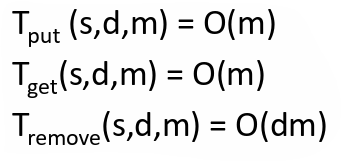 T_put (s,d,m) = O(m)
T_get(s,d,m) = O(m)
T_remove(s,d,m) = O(dm)